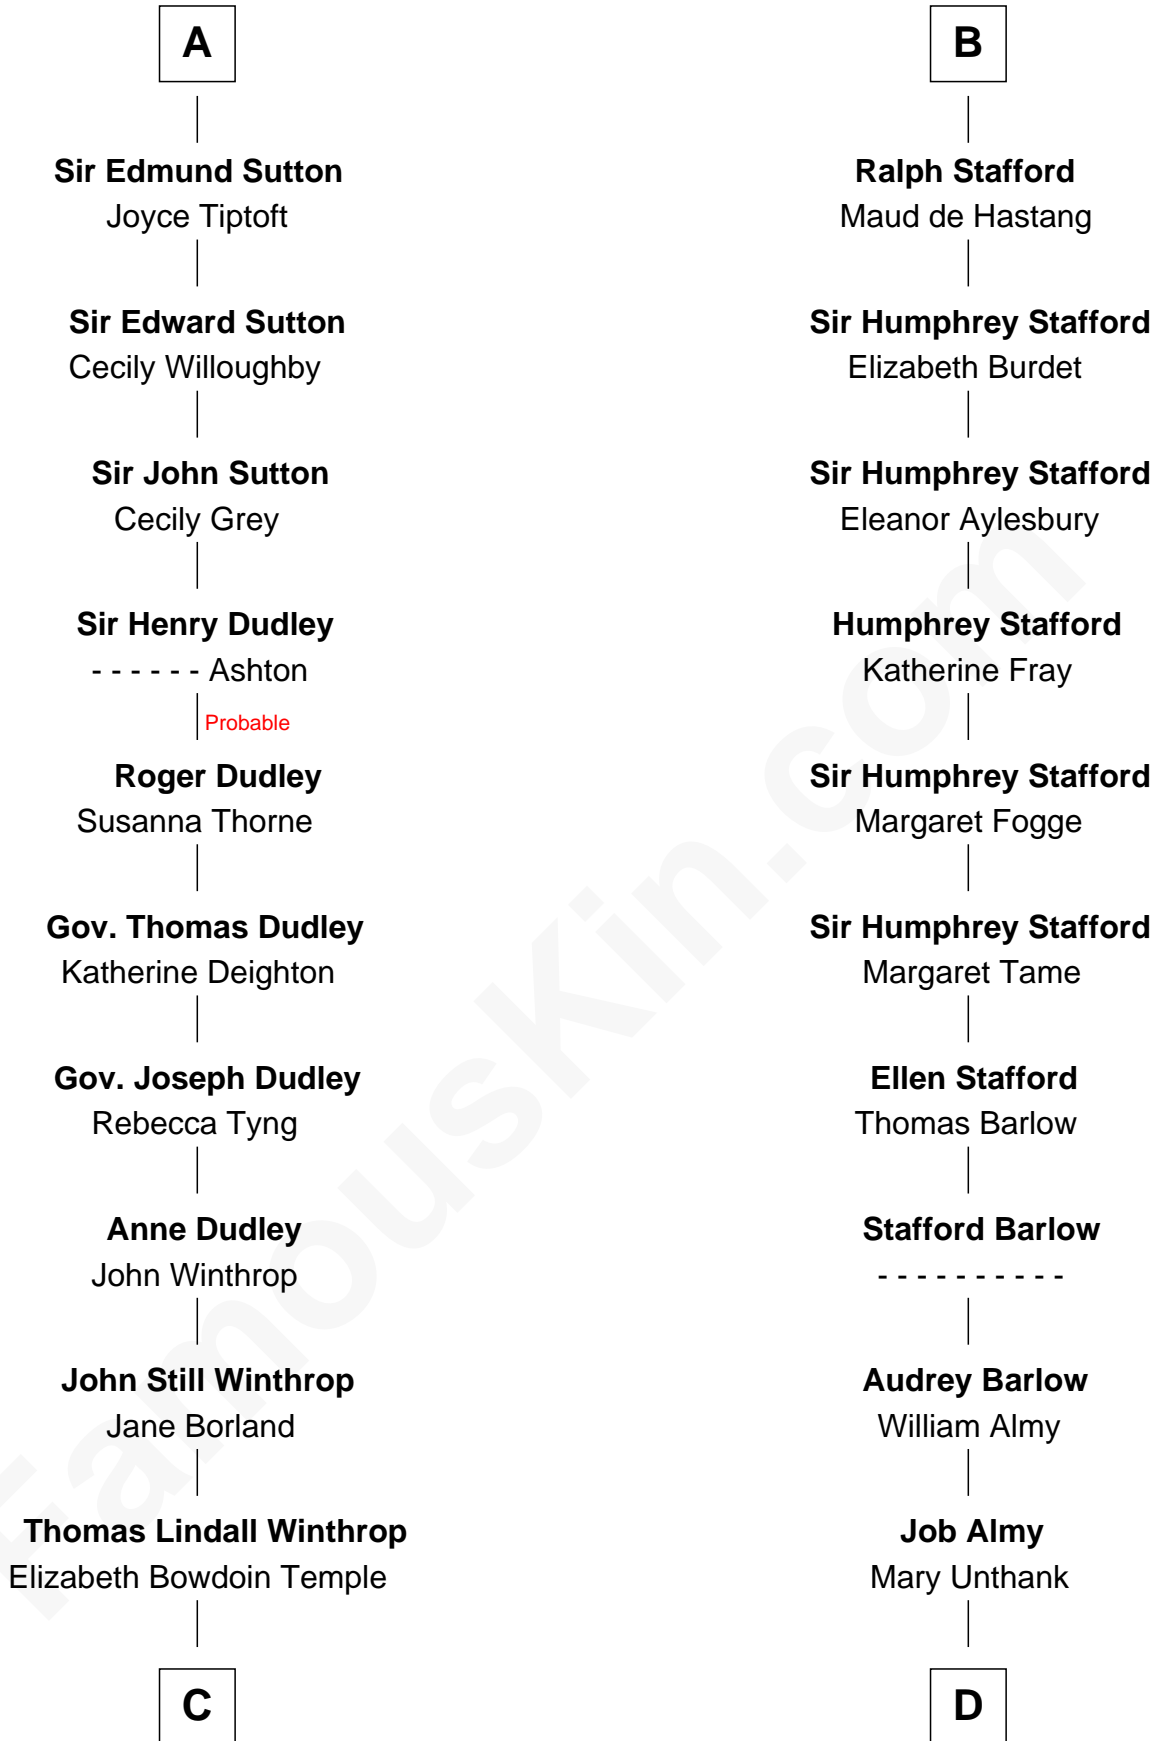 A
Sir Edmund Sutton
Joyce Tiptoft
Sir Edward Sutton
Cecily Willoughby
Sir John Sutton
Cecily Grey
Sir Henry Dudley
- - - - - - Ashton
Probable
Roger Dudley
Susanna Thorne
Gov. Thomas Dudley
Katherine Deighton
Gov. Joseph Dudley
Rebecca Tyng
Anne Dudley
John Winthrop
John Still Winthrop
Jane Borland
Thomas Lindall Winthrop
Elizabeth Bowdoin Temple
C
B
Ralph Stafford
Maud de Hastang
Sir Humphrey Stafford
Elizabeth Burdet
Sir Humphrey Stafford
Eleanor Aylesbury
Humphrey Stafford
Katherine Fray
Sir Humphrey Stafford
Margaret Fogge
Sir Humphrey Stafford
Margaret Tame
Ellen Stafford
Thomas Barlow
Stafford Barlow
- - - - - - - - - -
Audrey Barlow
William Almy
Job Almy
Mary Unthank
D
FamousKin.com